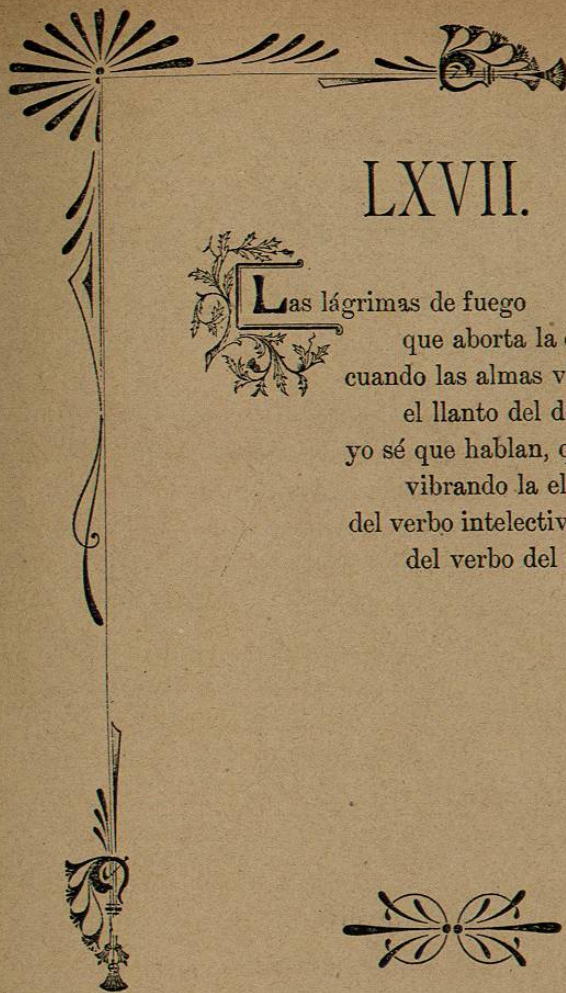 LXVII.
Las lágrimas de fuego
que aborta la
cuando las almas
el llanto del
yo sé que hablan,
vibrando la
del verbo
del verbo del